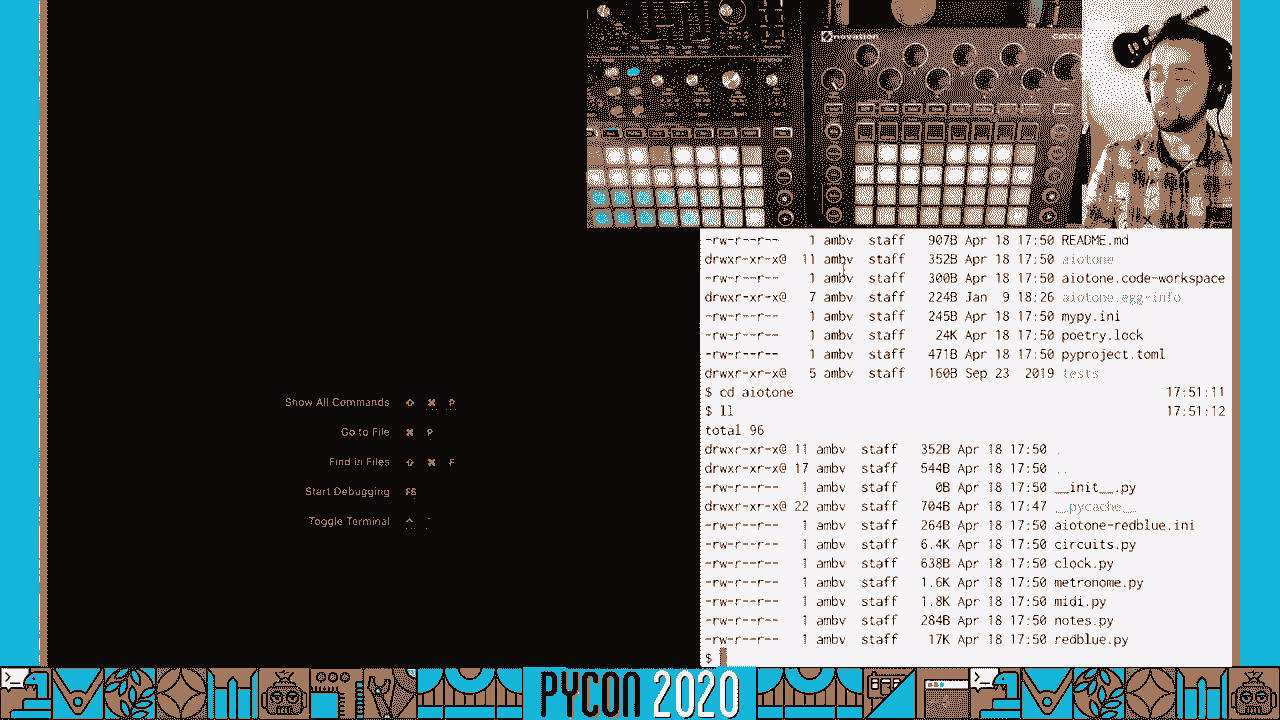 novation
CIRCU
-rw-r--r-- 1 ambv staff 907B Apr 18 17:50 README.md
drwxr-xr-x@ 11 ambv staff 352B Apr 18 17:50 aiotone
-rw-r--r-- 1 ambv staff 300B Apr 18 17:50 aiotone.code-workspace
drwxr-xr-x@ 7 ambv staff 224B Jan 9 18:26 aiotone.egg-info
-rw-r--r-- 1 ambv staff 245B Apr 18 17:50 mypy.ini
-rw-r--r-- 1 ambv staff 24K Apr 18 17:50 poetry.lock
-rw-r--r-- 1 ambv staff 471B Apr 18 17:50 pyproject.toml
drwxr-xr-x@ 5 ambv staff 160B Sep 23 2019 tests
$ cd aiotone 17:51:11
$ ll 17:51:12
total 96
drwxr-xr-x@ 11 ambv staff 352B Apr 18 17:50 .
drwxr-xr-x@ 17 ambv staff 544B Apr 18 17:50 ..
-rw-r--r-- 1 ambv staff 0B Apr 18 17:50 __init__.py
drwxr-xr-x@ 22 ambv staff 704B Apr 18 17:47 __pycache__
-rw-r--r-- 1 ambv staff 264B Apr 18 17:50 aiotone-redblue.ini
-rw-r--r-- 1 ambv staff 6.4K Apr 18 17:50 circuits.py
-rw-r--r-- 1 ambv staff 638B Apr 18 17:50 clock.py
-rw-r--r-- 1 ambv staff 1.6K Apr 18 17:50 metronome.py
-rw-r--r-- 1 ambv staff 1.8K Apr 18 17:50 midi.py
-rw-r--r-- 1 ambv staff 284B Apr 18 17:50 notes.py
-rw-r--r-- 1 ambv staff 17K Apr 18 17:50 redblue.py
$
Show All Commands ⇧ ⌘ P
Go to File ⌘ P
Find in Files ⇧ ⌘ F
Start Debugging F5
Toggle Terminal ^ `
PYCON 2020